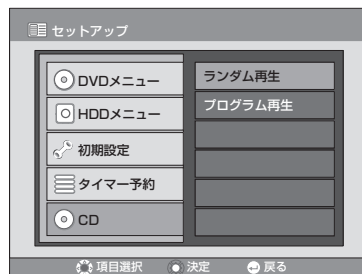 セットアップ
DVDメニュー
HDDメニュー
初期設定
タイマー予約
CD
ランダム再生
プログラム再生
項目選択 決定 戻る